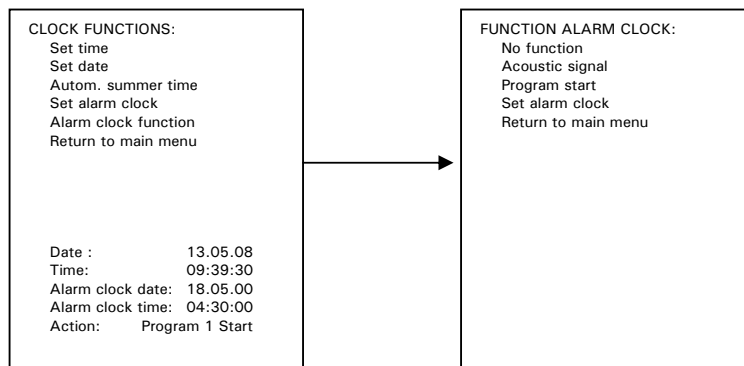 CLOCK FUNCTIONS:
Set time
Set date
Autom. summer time
Set alarm clock
Alarm clock function
Return to main menu
Date : 13.05.08
Time: 09:39:30
Alarm clock date: 18.05.00
Alarm clock time: 04:30:00
Action: Program 1 Start
FUNCTION ALARM CLOCK:
No function
Acoustic signal
Program start
Set alarm clock
Return to main menu